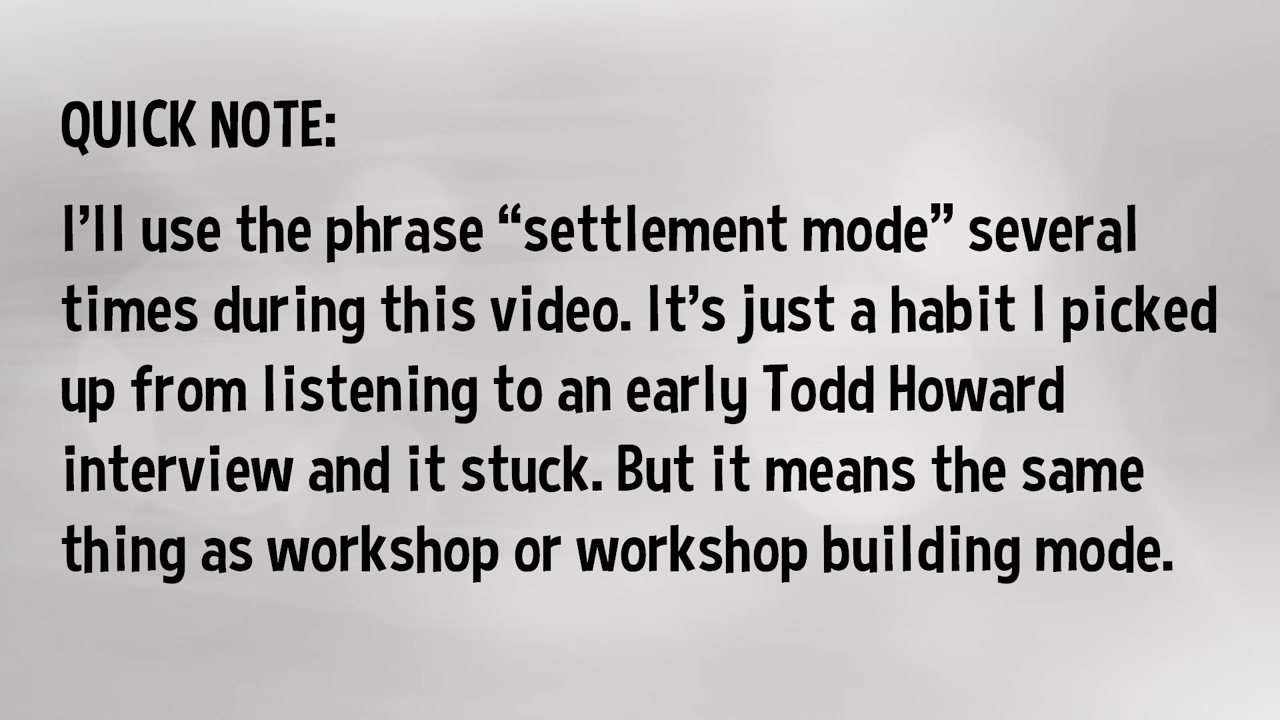 QUICK NOTE:
I’ll use the phrase “settlement mode” several
times during this video. It’s just a habit I picked
up from listening to an early Todd Howard
interview and it stuck. But it means the same
thing as workshop or workshop building mode.